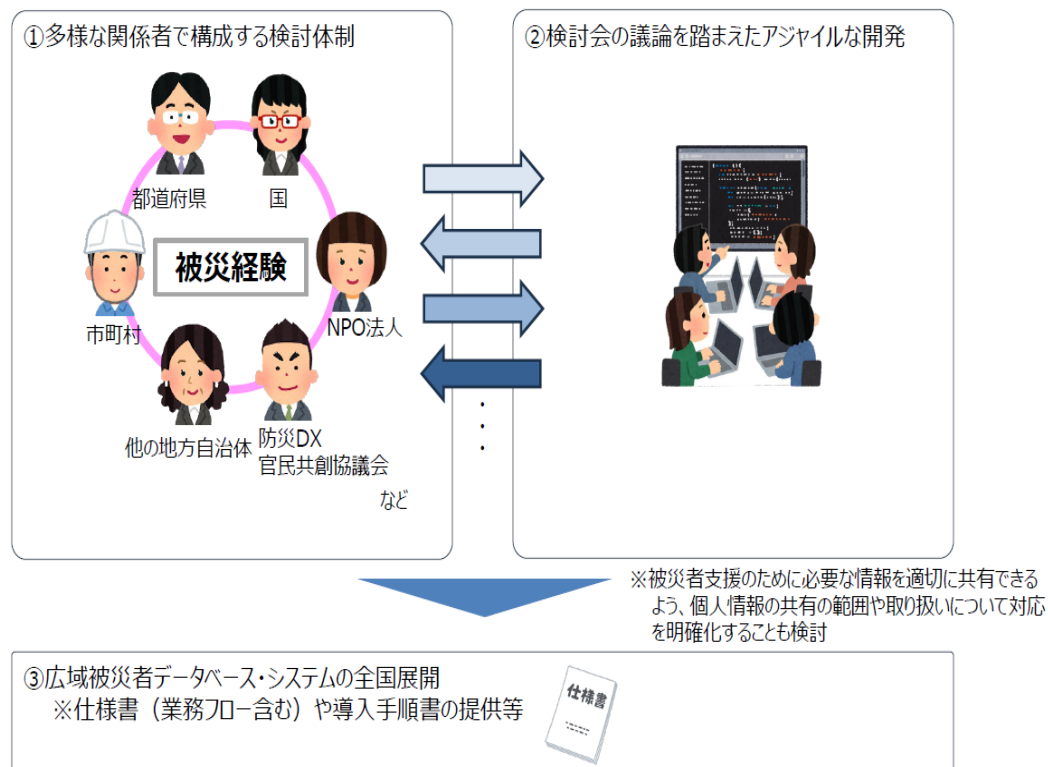 ①多様な関係者で構成する検討体制
都道府県
国
被災経験
市町村
NPO法人
他の地方自治体
防災DX
官民共創協議会
など
②検討会の議論を踏まえたアジャイルな開発
※被災者支援のために必要な情報を適切に共有できる
よう、個人情報の共有の範囲や取り扱いについて対応
を明確化することも検討
③広域被災者データベース・システムの全国展開
※仕様書（業務フロー含む）や導入手順書の提供等
仕様書